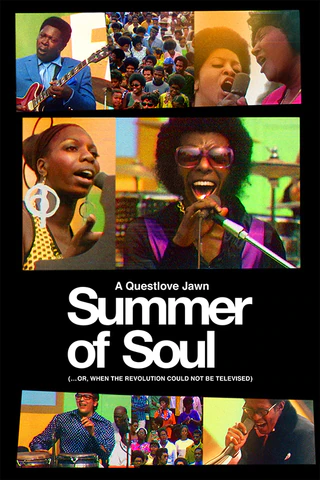 A Questlove Jawn
Summer
of Soul
(...OR, WHEN THE REVOLUTION COULD NOT BE TELEVISED)